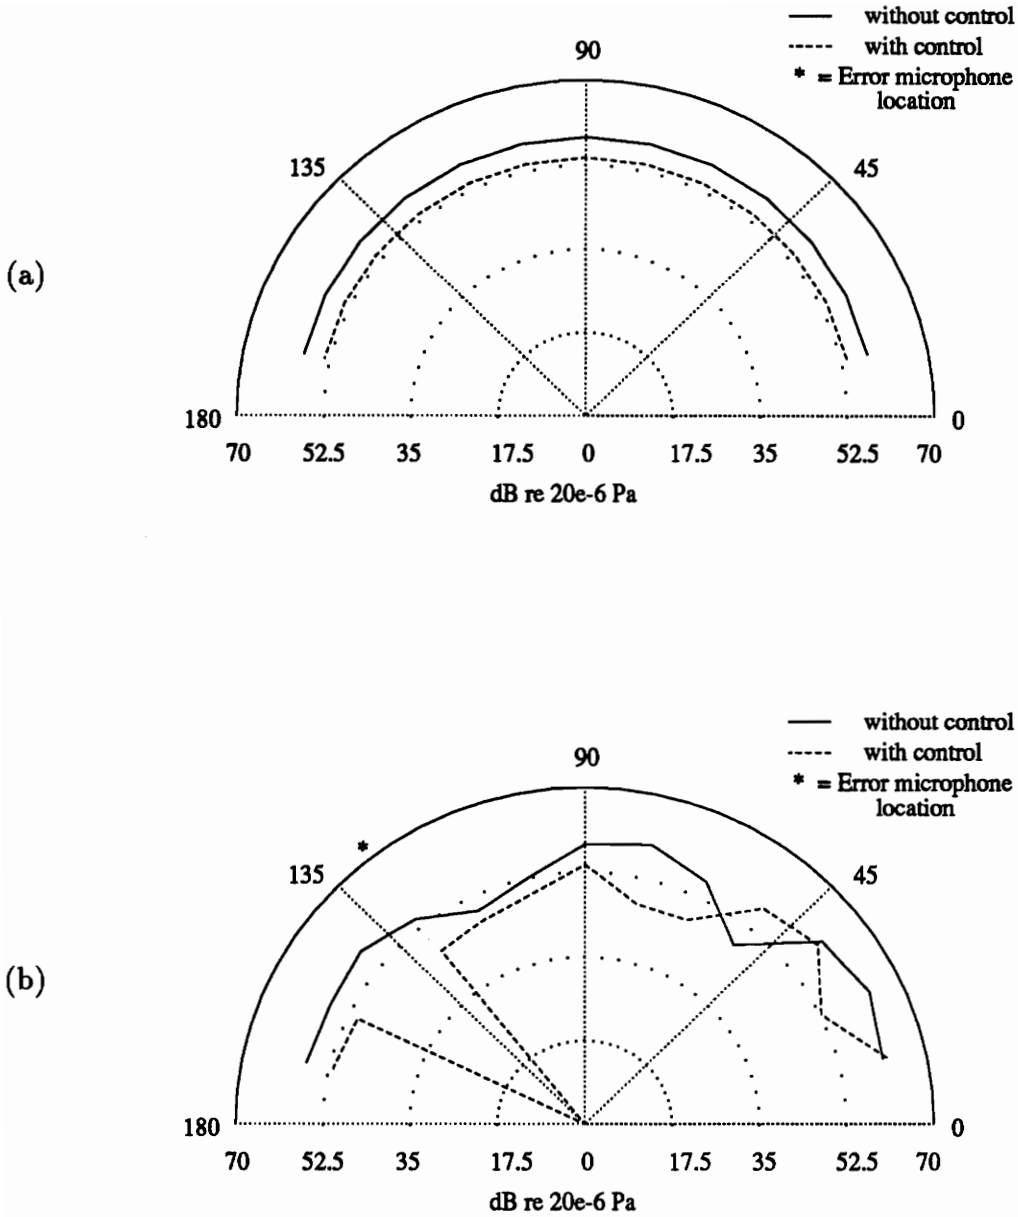 without control
with control
* = Error microphone
location
90
135
45
(a)
180
0
70 52.5 35 17.5 0 17.5 35 52.5 70
dB re 20e-6 Pa
without control
with control
* = Error microphone
location
90
*
135
45
(b)
180
0
70 52.5 35 17.5 0 17.5 35 52.5 70
dB re 20e-6 Pa